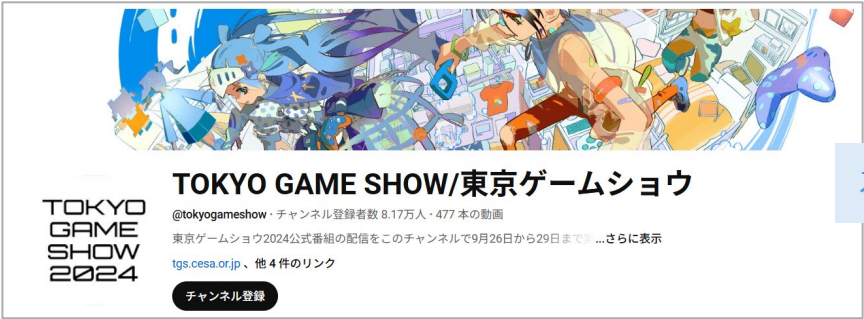 TOKYO GAME SHOW/東京ゲームショウ
TOKYO
GAME
SHOW
2024
@tokyogameshow · チャンネル登録者数 8.17万人 · 477 本の動画
東京ゲームショウ2024公式番組の配信をこのチャンネルで9月26日から29日まで ...さらに表示
tgs.cesa.or.jp 、他 4 件のリンク
チャンネル登録